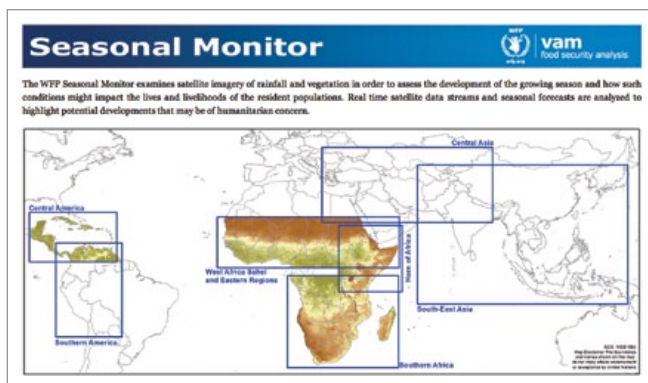 Seasonal Monitor
WFP
wfp.org
vam
food security analysis
The WFP Seasonal Monitor examines satellite imagery of rainfall and vegetation in order to assess the development of the growing season and how such
conditions might impact the lives and livelihoods of the resident populations. Real time satellite data streams and seasonal forecasts are analyzed to
highlight potential developments that may be of humanitarian concern.
Central Asia
Central America
Horn of Africa
West Africa Sahel
and Eastern Regions
South-East Asia
Southern America
Southern Africa